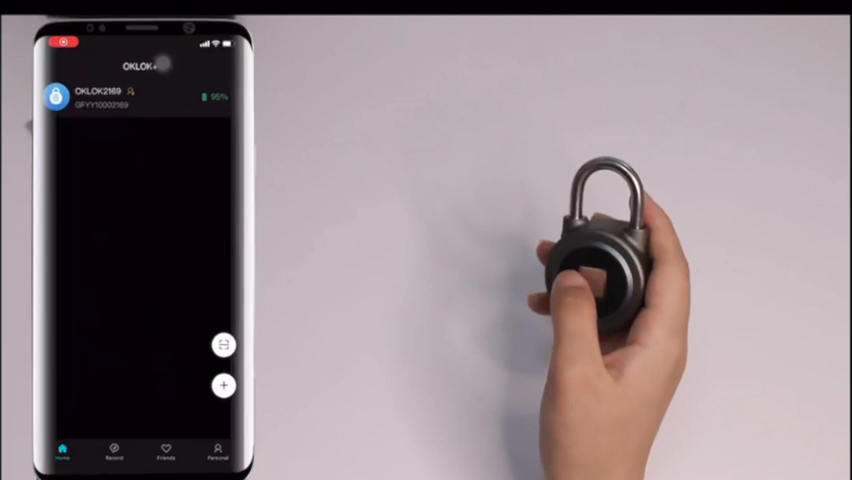 OKLOK+
OKLOK2169
95%
GFYY10002169
Home
Record
Friends
Personal